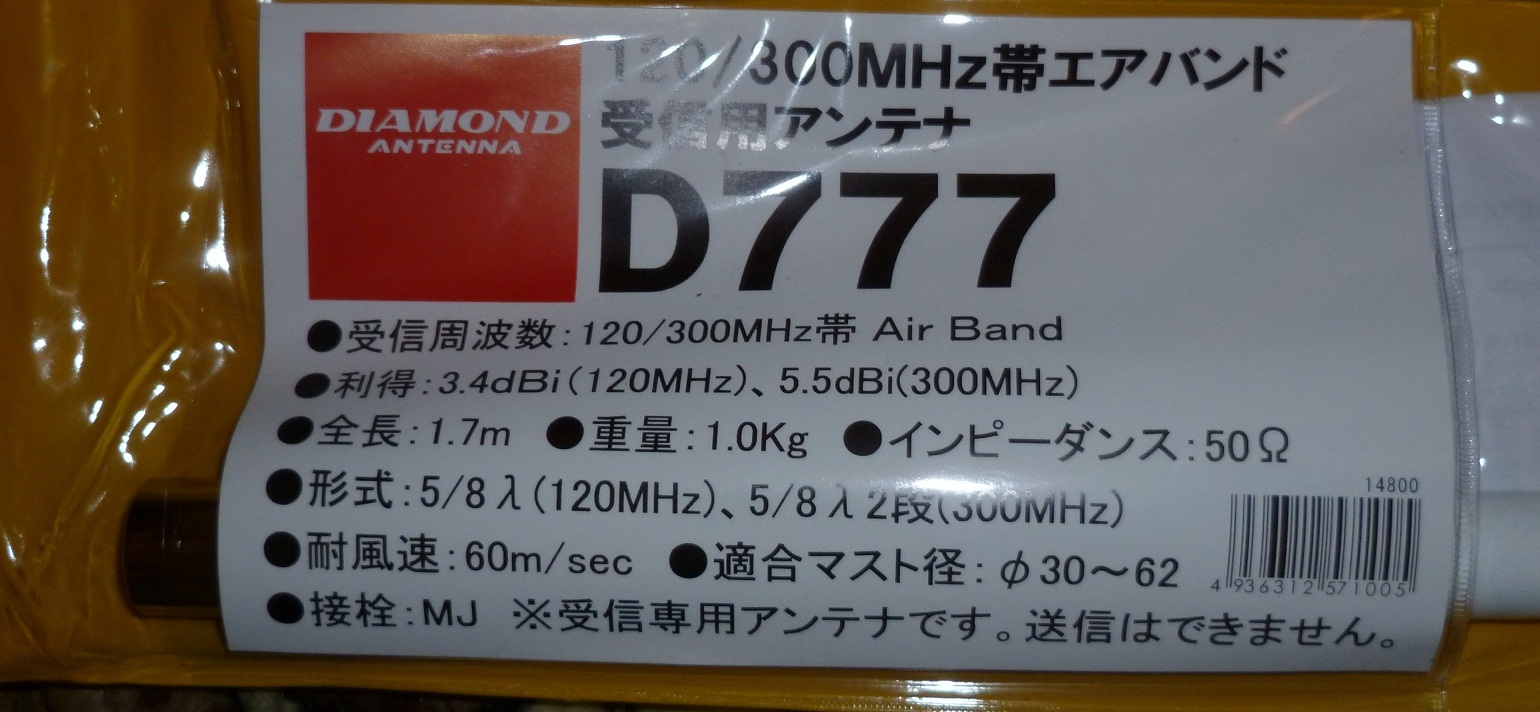 DIAMOND
ANTENNA
120/300MHz帯エアバンド
受信用アンテナ
D777
●受信周波数:120/300MHz帯 Air Band
●利得:3.4dBi(120MHz)、5.5dBi(300MHz)
●全長:1.7m ●重量:1.0Kg ●インピーダンス:50Ω
●形式:5/8λ(120MHz)、5/8λ2段(300MHz)
14800
●耐風速:60m/sec ●適合マスト径:φ30〜62
4 936312 571005
●接栓:MJ ※受信専用アンテナです。送信はできません。